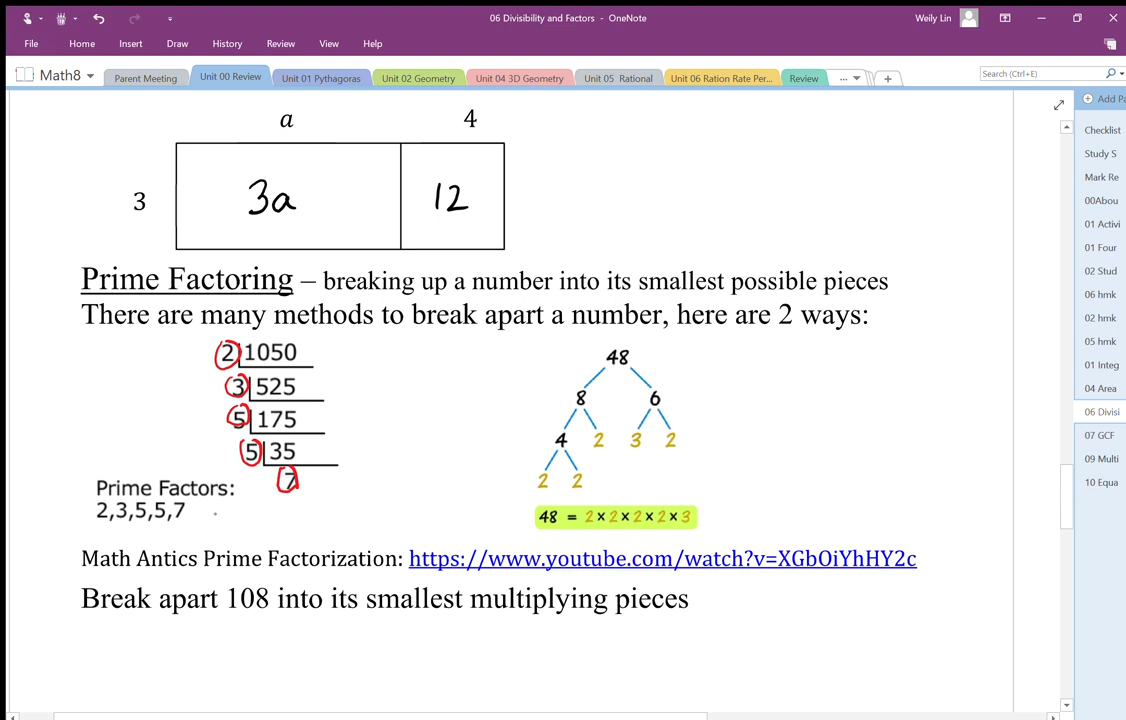 06 Divisibility and Factors - OneNote
Weily Lin
File Home Insert Draw History Review View Help
Math8
Parent Meeting
Unit 00 Review
Unit 01 Pythagoras
Unit 02 Geometry
Unit 04 3D Geometry
Unit 05 Rational
Unit 06 Ration Rate Per...
Review
...
Search (Ctrl+E)
Add Pa
Checklist
Study S
Mark Re
00Abou
01 Activi
01 Four
02 Stud
06 hmk
02 hmk
05 hmk
01 Integ
04 Area
06 Divisi
07 GCF
09 Multi
10 Equa
a 4
3 3a 12
Prime Factoring – breaking up a number into its smallest possible pieces
There are many methods to break apart a number, here are 2 ways:
2 1050
3 525
5 175
5 35
7
Prime Factors:
2,3,5,5,7
48
8 6
4 2 3 2
2 2
48 = 2 × 2 × 2 × 2 × 3
Math Antics Prime Factorization: https://www.youtube.com/watch?v=XGbOiYhHY2c
Break apart 108 into its smallest multiplying pieces